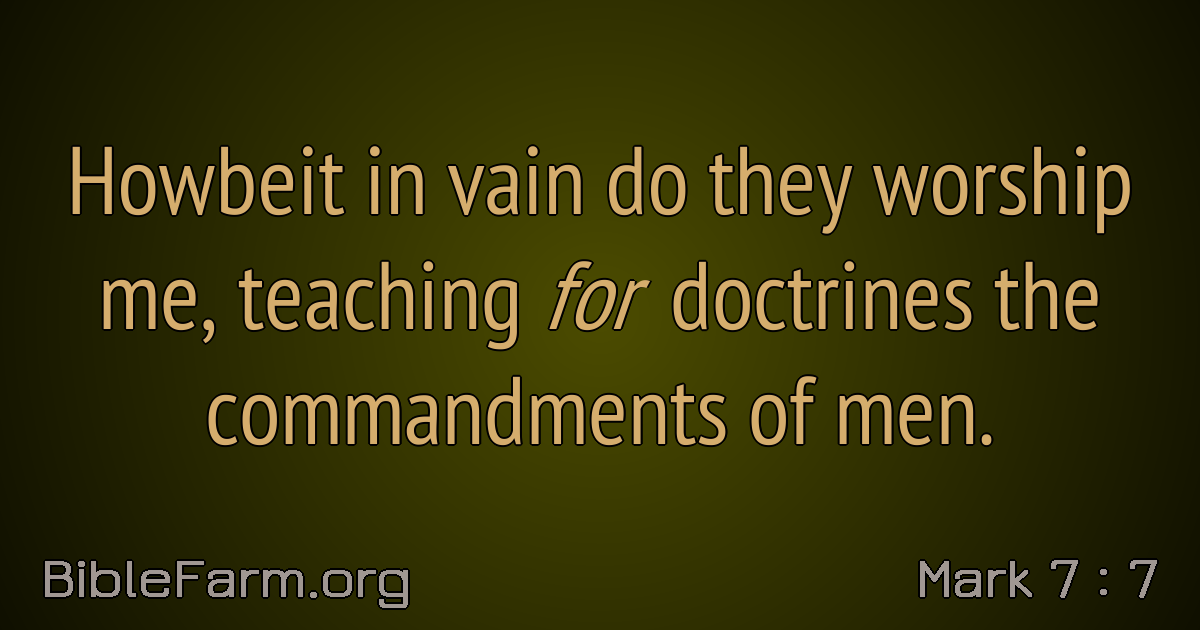 Howbeit in vain do they worship
me, teaching for doctrines the
commandments of men.
BibleFarm.org
Mark 7 : 7